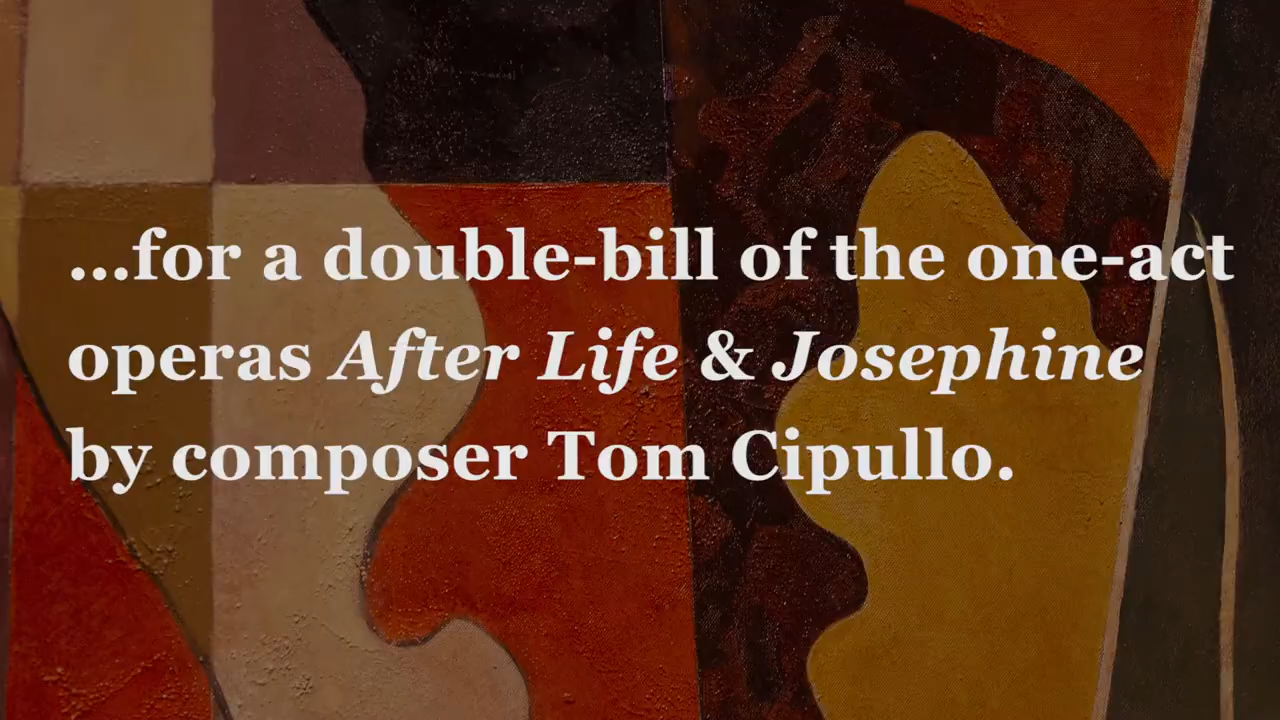 ...for a double-bill of the one-act
operas After Life & Josephine
by composer Tom Cipullo.